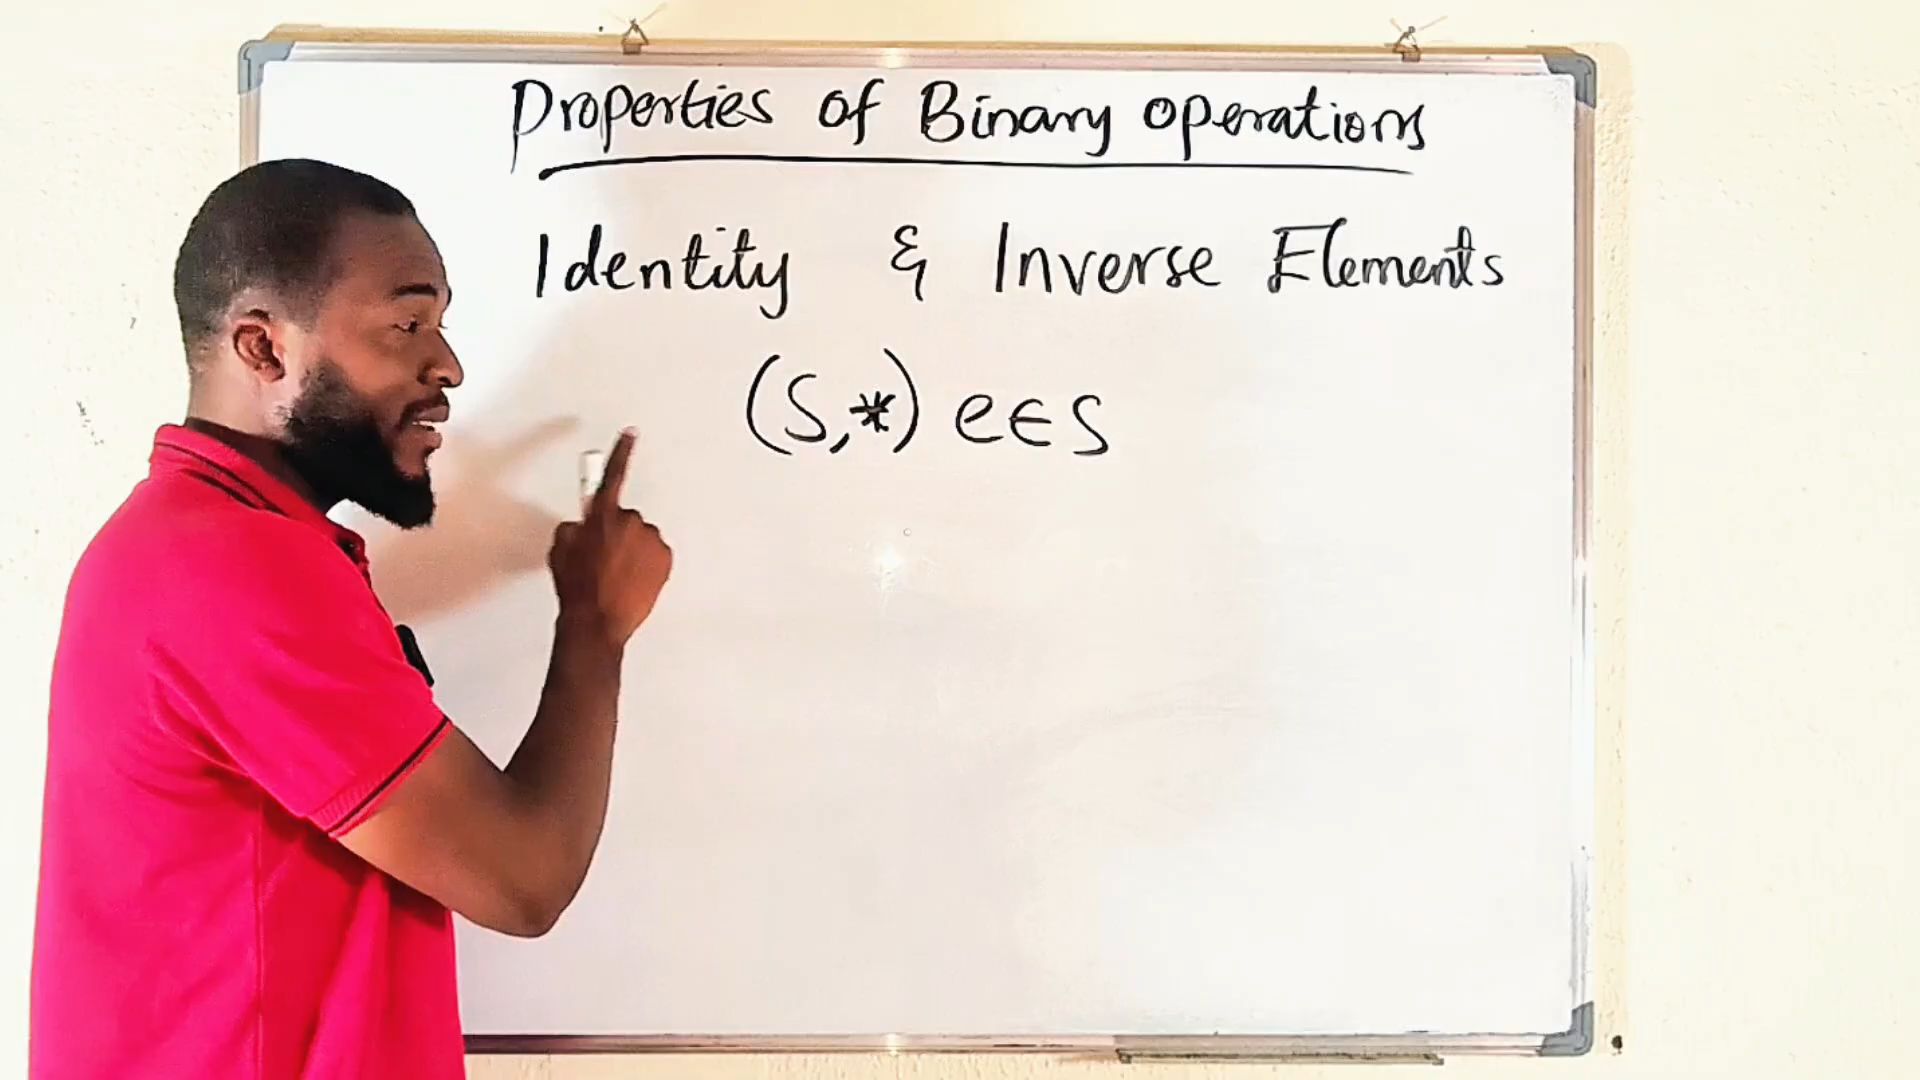 Properties of Binary operations
Identity & Inverse Elements
(S,*) e∈S